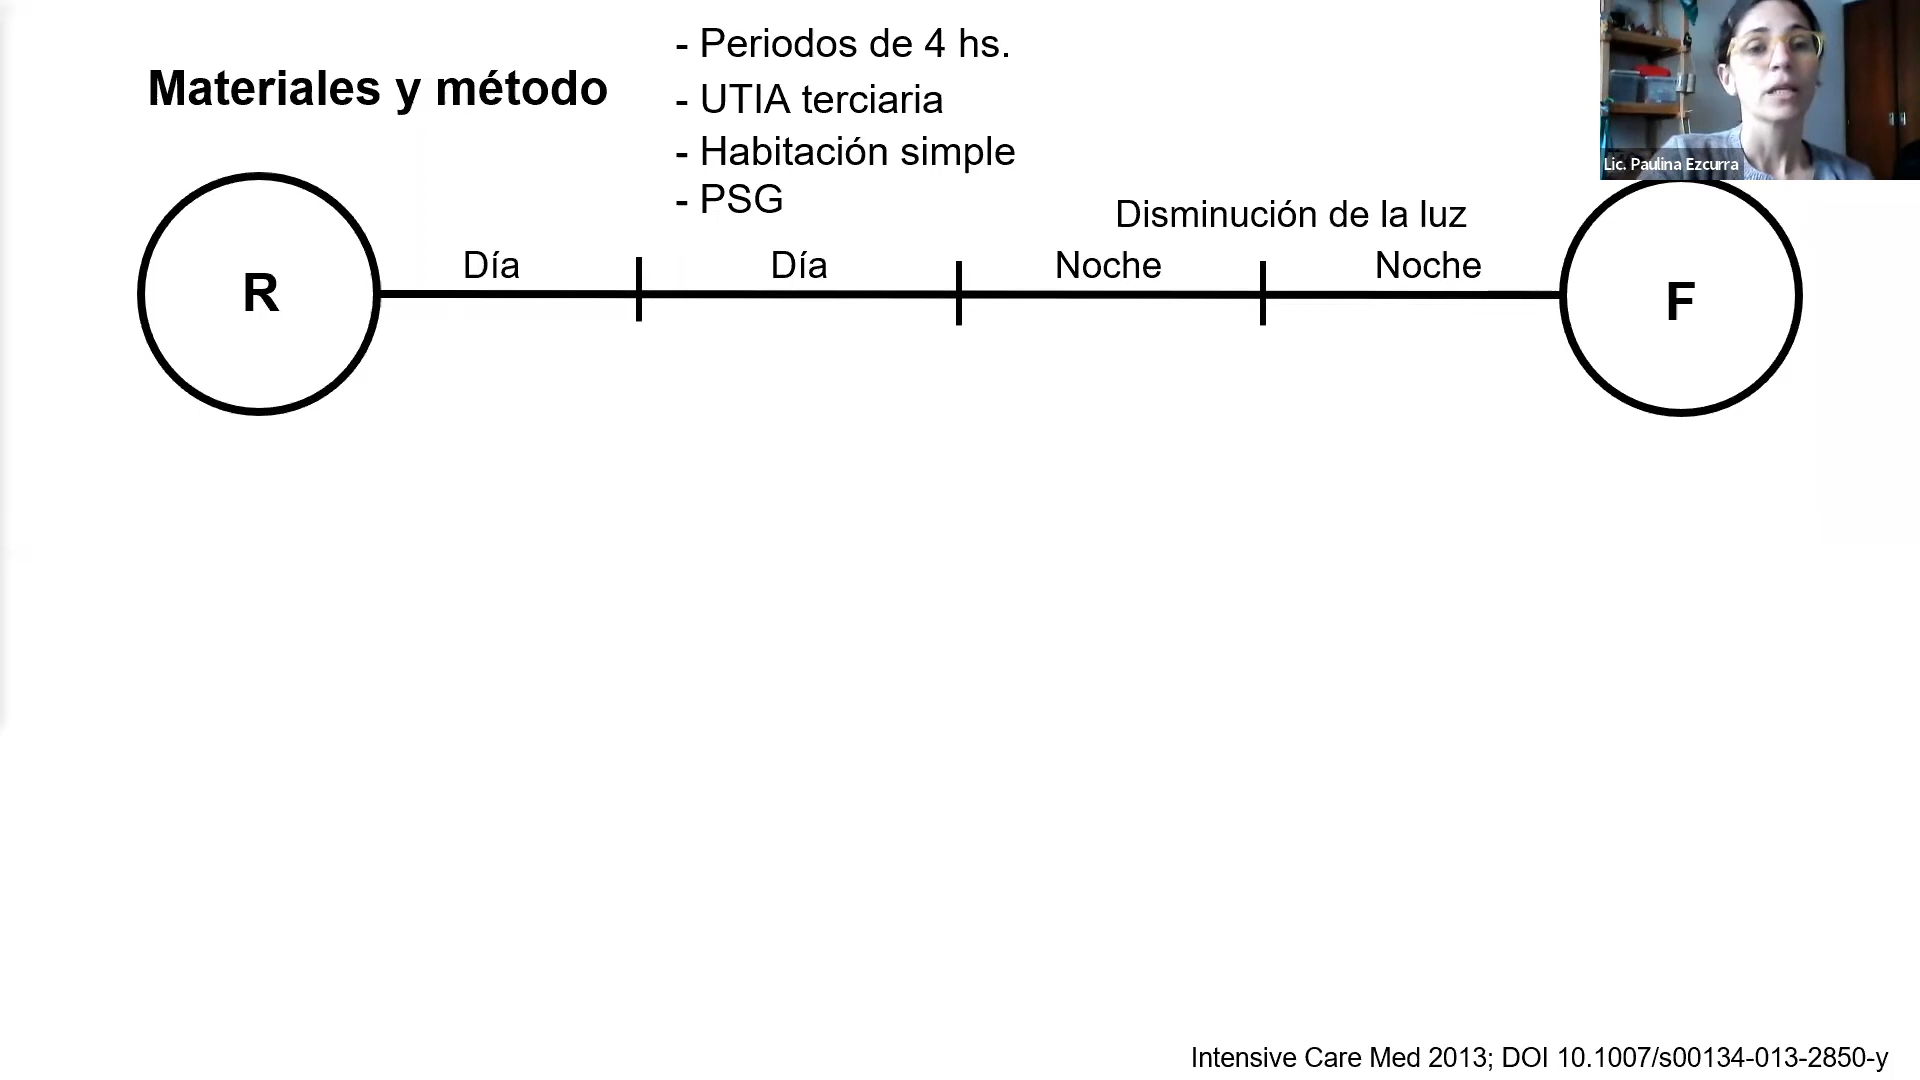 Materiales y método
- Periodos de 4 hs.
- UTIA terciaria
- Habitación simple
- PSG
Lic. Paulina Ezcurra
Disminución de la luz
R
Día
Día
Noche
Noche
F
Intensive Care Med 2013; DOI 10.1007/s00134-013-2850-y